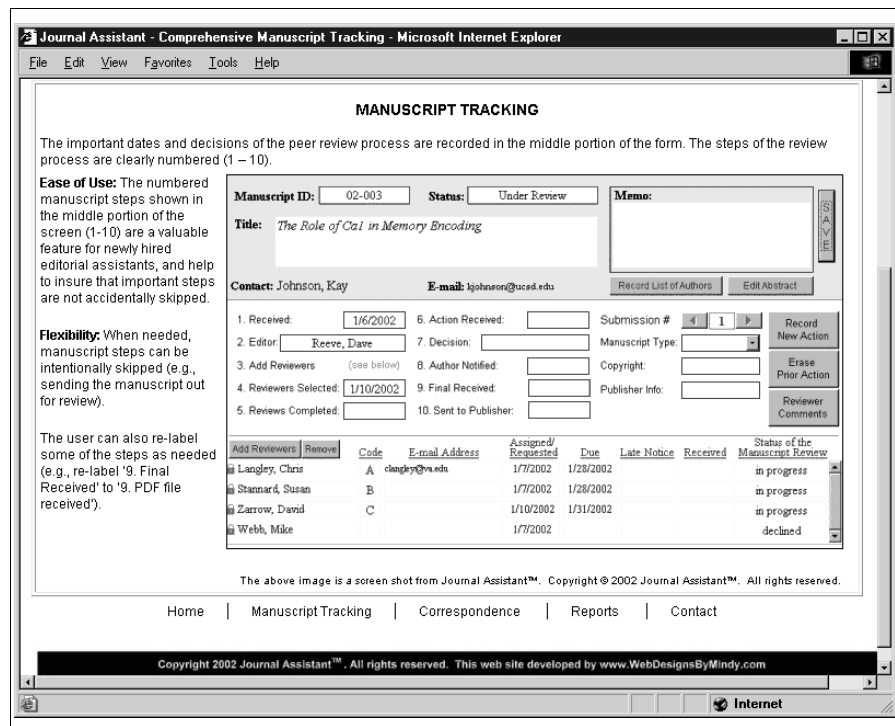 Journal Assistant - Comprehensive Manuscript Tracking - Microsoft Internet Explorer
File Edit View Favorites Tools Help
MANUSCRIPT TRACKING
The important dates and decisions of the peer review process are recorded in the middle portion of the form. The steps of the review
process are clearly numbered (1 – 10).
Ease of Use: The numbered
manuscript steps shown in
the middle portion of the
screen (1-10) are a valuable
feature for newly hired
editorial assistants, and help
to insure that important steps
are not accidentally skipped.
Flexibility: When needed,
manuscript steps can be
intentionally skipped (e.g.,
sending the manuscript out
for review).
The user can also re-label
some of the steps as needed
(e.g., re-label '9. Final
Received' to '9. PDF file
received').
Manuscript ID: 02-003 Status: Under Review Memo:
SAVE
Title: The Role of Ca1 in Memory Encoding
Contact: Johnson, Kay E-mail: kjohnson@ucsd.edu Record List of Authors Edit Abstract
1. Received: 1/6/2002 6. Action Received: Submission # 1 Record New Action
2. Editor: Reeve, Dave 7. Decision: Manuscript Type:
3. Add Reviewers (see below) 8. Author Notified: Copyright: Erase Prior Action
4. Reviewers Selected: 1/10/2002 9. Final Received: Publisher Info:
5. Reviews Completed: 10. Sent to Publisher: Reviewer Comments
Add Reviewers Remove Code E-mail Address Assigned/ Requested Due Late Notice Received Status of the Manuscript Review
Langley, Chris A clangley@va.edu 1/7/2002 1/28/2002 in progress
Stannard, Susan B 1/7/2002 1/28/2002 in progress
Zarrow, David C 1/10/2002 1/31/2002 in progress
Webb, Mike 1/7/2002 declined
The above image is a screen shot from Journal Assistant™. Copyright © 2002 Journal Assistant™. All rights reserved.
Home | Manuscript Tracking | Correspondence | Reports | Contact
Copyright 2002 Journal Assistant™. All rights reserved. This web site developed by www.WebDesignsByMindy.com
Internet